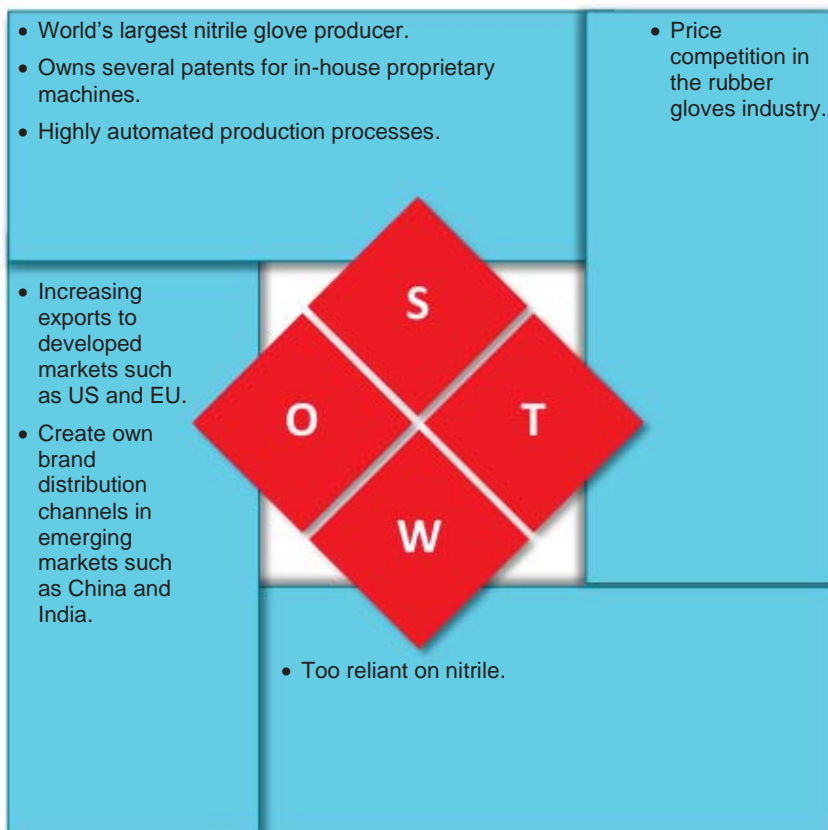 • World’s largest nitrile glove producer.
• Owns several patents for in-house proprietary
machines.
• Highly automated production processes.
• Price
competition in
the rubber
gloves industry.
• Increasing
exports to
developed
markets such
as US and EU.
• Create own
brand
distribution
channels in
emerging
markets such
as China and
India.
S
O
T
W
• Too reliant on nitrile.